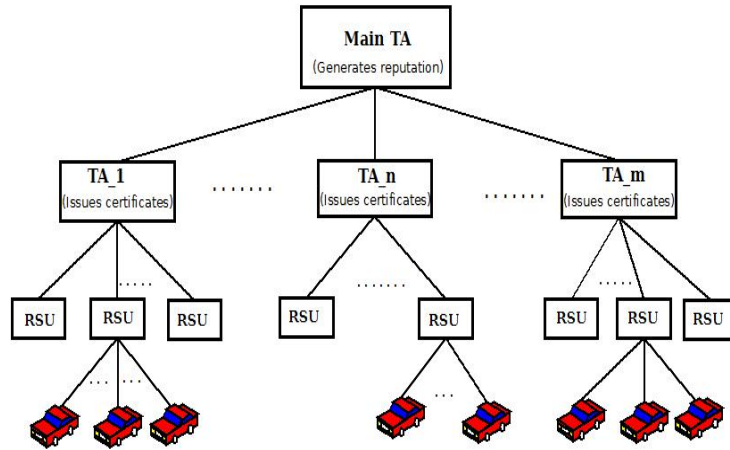 Main TA
(Generates reputation)
TA_1
(Issues certificates)
.......
TA_n
(Issues certificates)
.......
TA_m
(Issues certificates)
.....
.......
.....
RSU
RSU
RSU
RSU
RSU
RSU
RSU
RSU
... ...
...